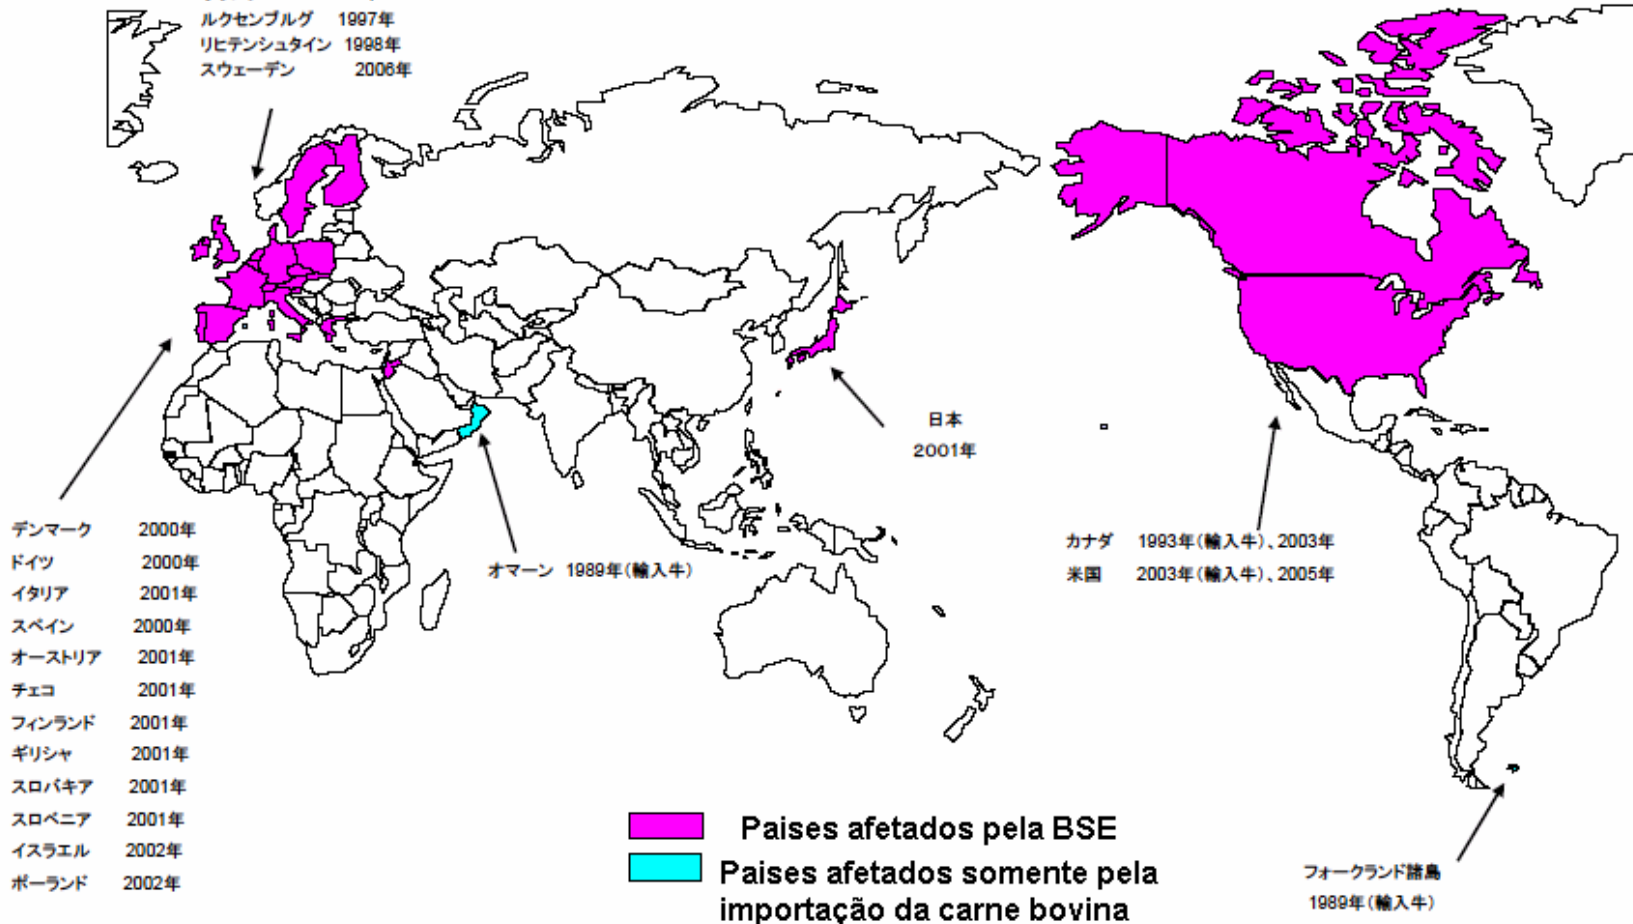 ルクセンブルグ 1997年
リヒテンシュタイン 1998年
スウェーデン 2006年
日本
2001年
カナダ 1993年(輸入牛)、2003年
米国 2003年(輸入牛)、2005年
オマーン 1989年(輸入牛)
デンマーク 2000年
ドイツ 2000年
イタリア 2001年
スペイン 2000年
オーストリア 2001年
チェコ 2001年
フィンランド 2001年
ギリシャ 2001年
スロバキア 2001年
スロベニア 2001年
イスラエル 2002年
ポーランド 2002年
Paises afetados pela BSE
Paises afetados somente pela
importação da carne bovina
フォークランド諸島
1989年(輸入牛)